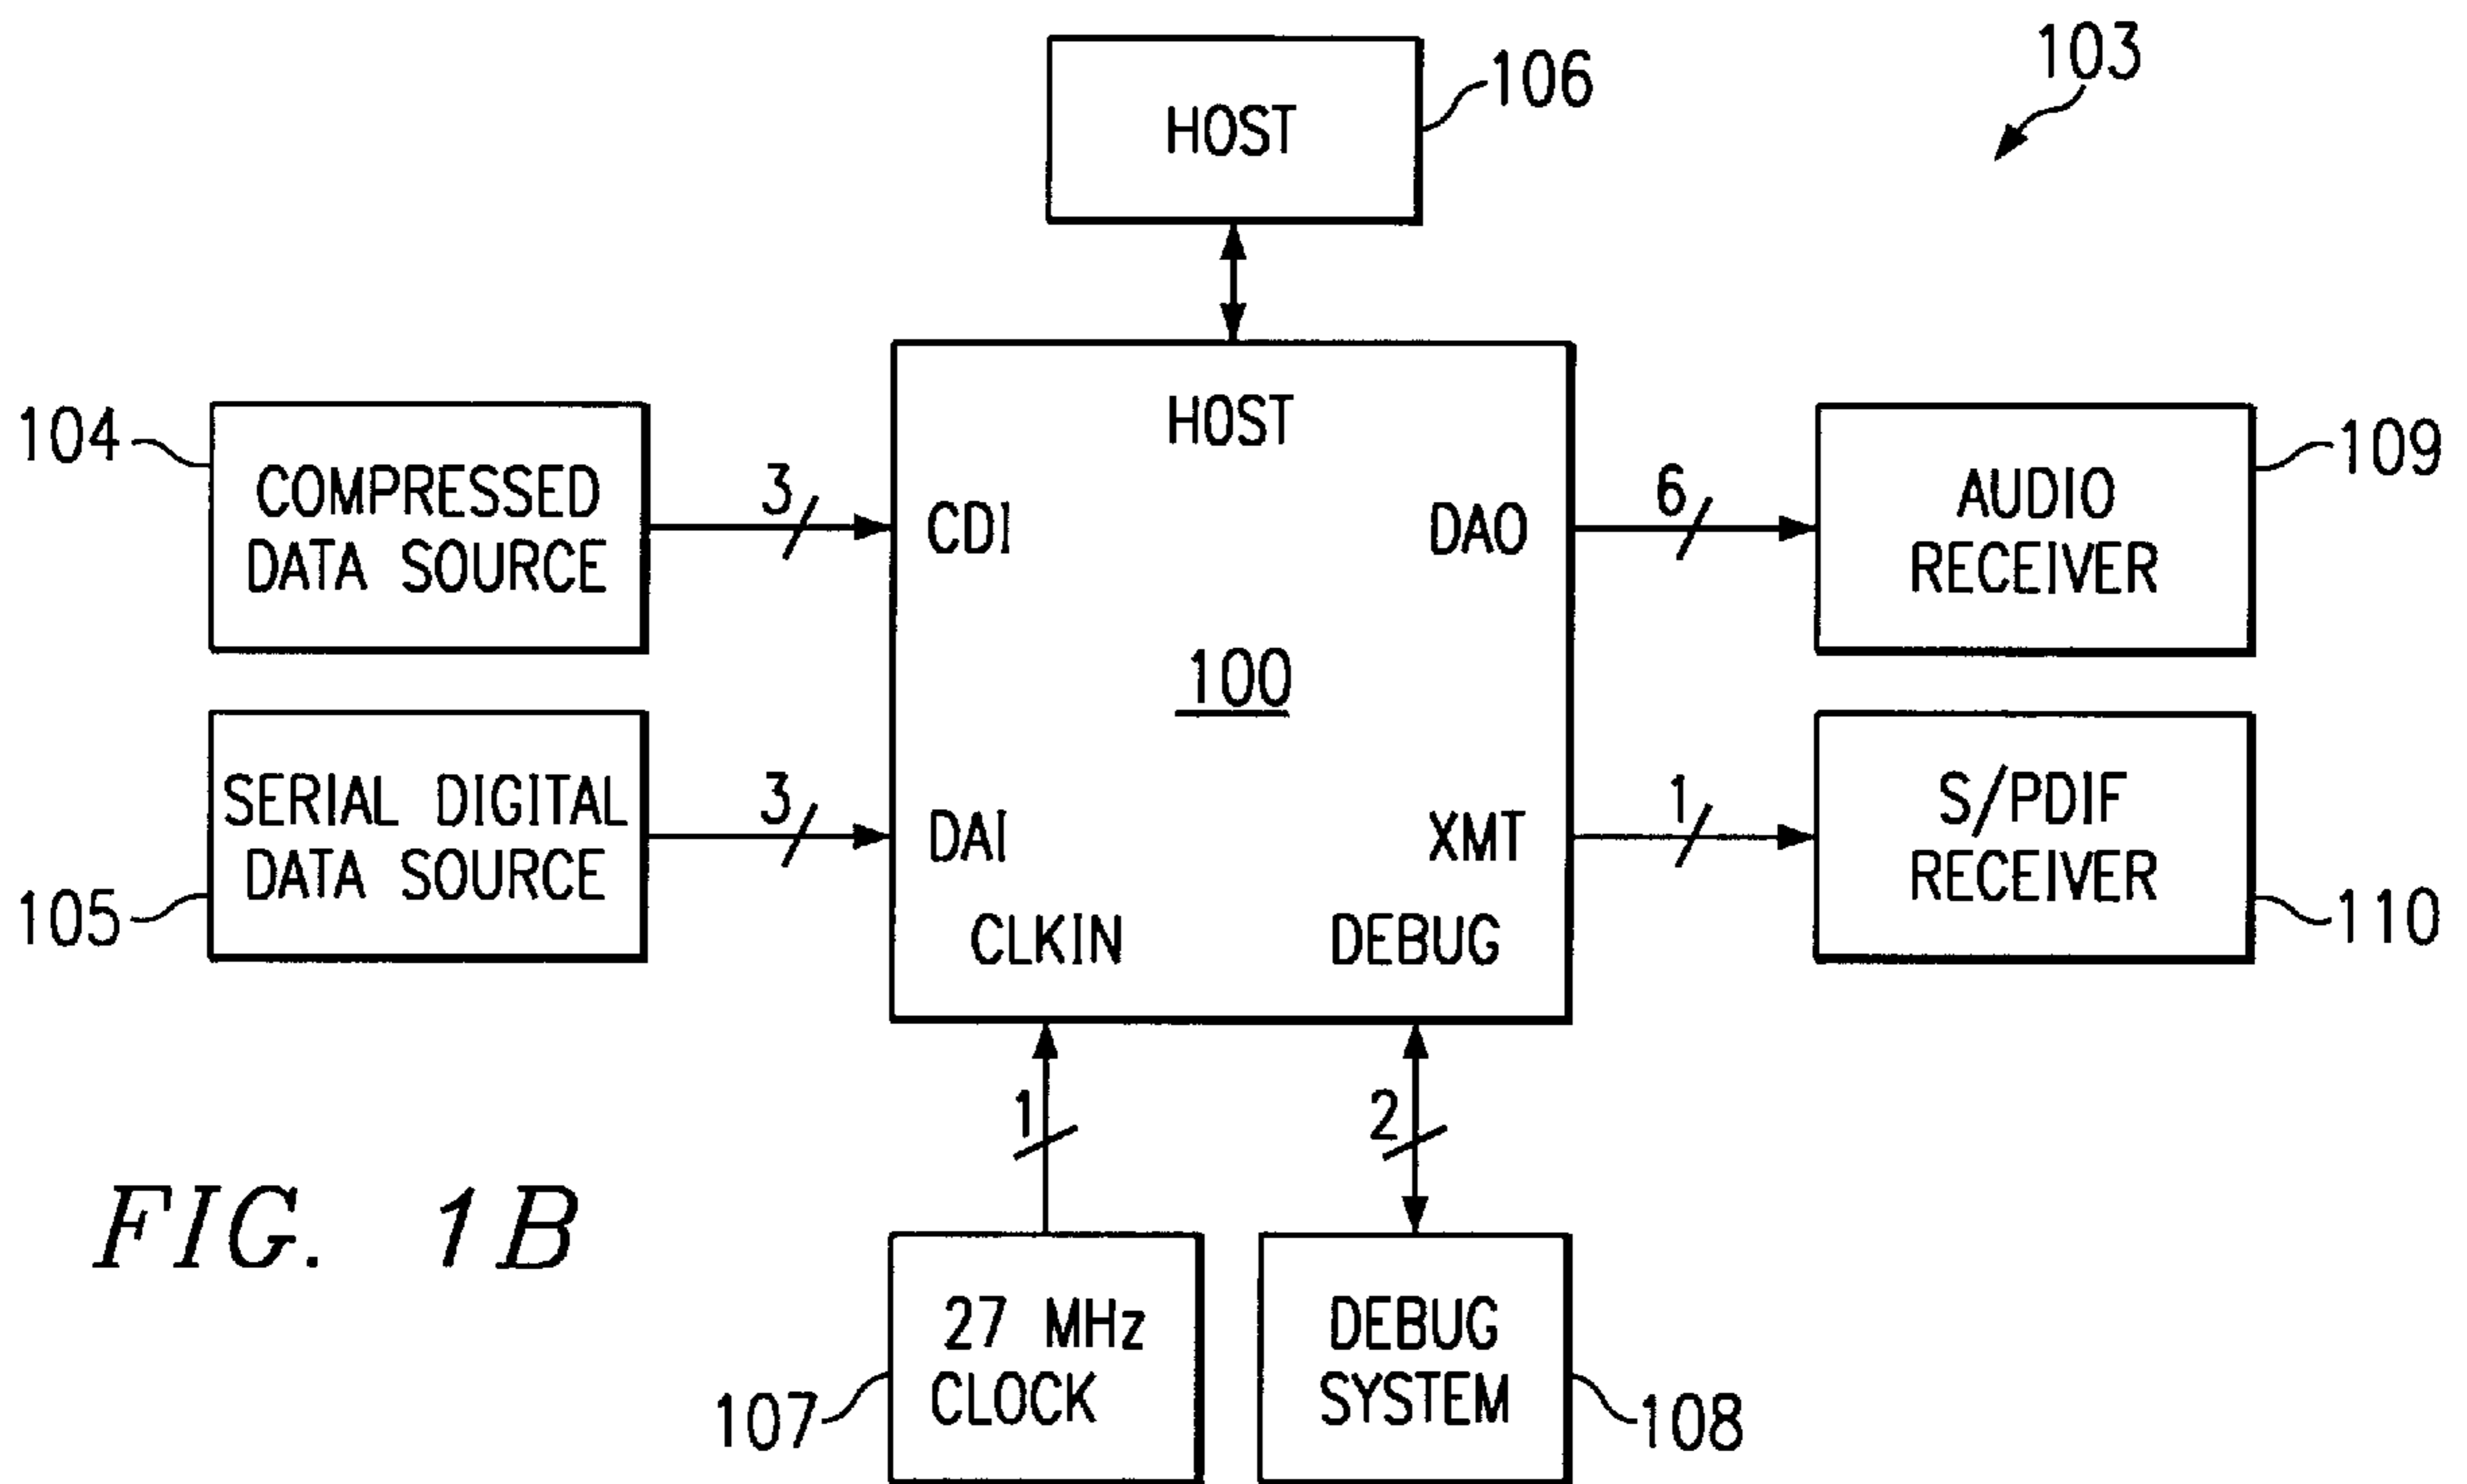 103
HOST
106
104
COMPRESSED
DATA SOURCE
3
HOST
CDI
DAO
6
AUDIO
RECEIVER
109
100
105
SERIAL DIGITAL
DATA SOURCE
3
DAI
XMT
1
S/PDIF
RECEIVER
110
CLKIN
DEBUG
1
2
27 MHz
CLOCK
107
DEBUG
SYSTEM
108
FIG. 1B